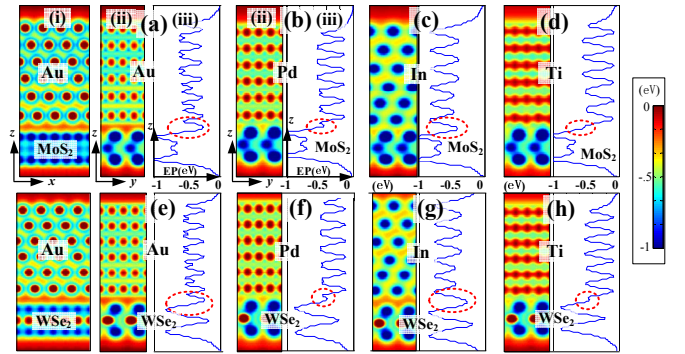 (i) (ii) (a) (iii) (ii) (b) (iii) (c) (d)
Au Au Pd In Ti
(eV)
0
-.5
-1
z z z
MoS2 MoS2 MoS2 MoS2
x y EP(eV) y EP(eV)
-1 -0.5 0 -1 -0.5 0 -1 -0.5 0 -1 -0.5 0
(eV) (eV)
(e) (f) (g) (h)
Au Au Pd In Ti
WSe2 WSe2 WSe2 WSe2